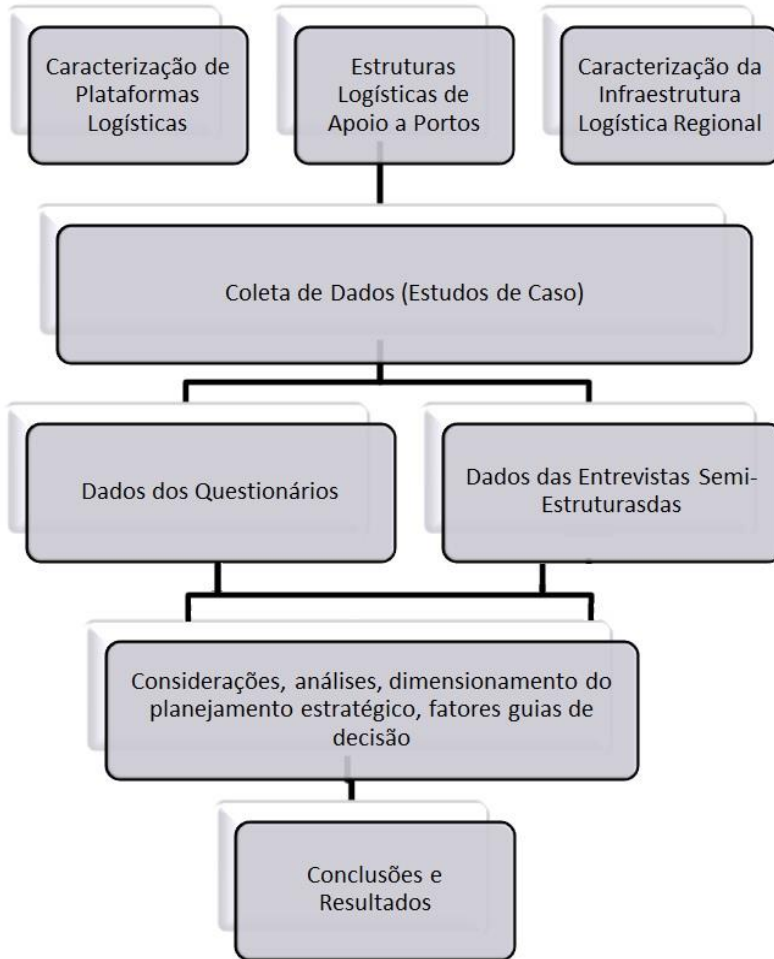 Caracterização de
Plataformas
Logísticas
Estruturas
Logísticas de
Apoio a Portos
Caracterização da
Infraestrutura
Logística Regional
Coleta de Dados (Estudos de Caso)
Dados dos Questionários
Dados das Entrevistas Semi-
Estruturasdas
Considerações, análises, dimensionamento do
planejamento estratégico, fatores guias de
decisão
Conclusões e
Resultados